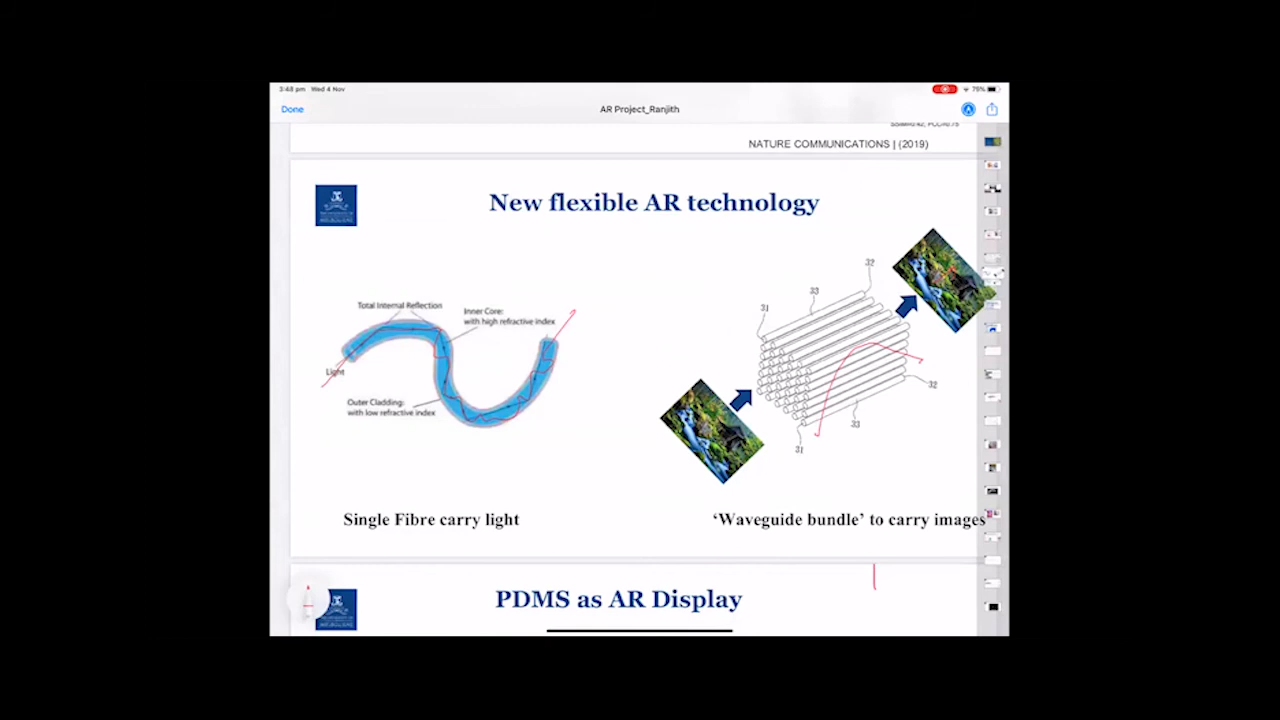 3:48 pm Wed 4 Nov
75%
Done
AR Project_Ranjith
NATURE COMMUNICATIONS | (2019)
New flexible AR technology
Total Internal Reflection
Inner Core:
with high refractive index
Light
Outer Cladding:
with low refractive index
32
33
31
32
33
31
Single Fibre carry light
‘Waveguide bundle’ to carry images
PDMS as AR Display